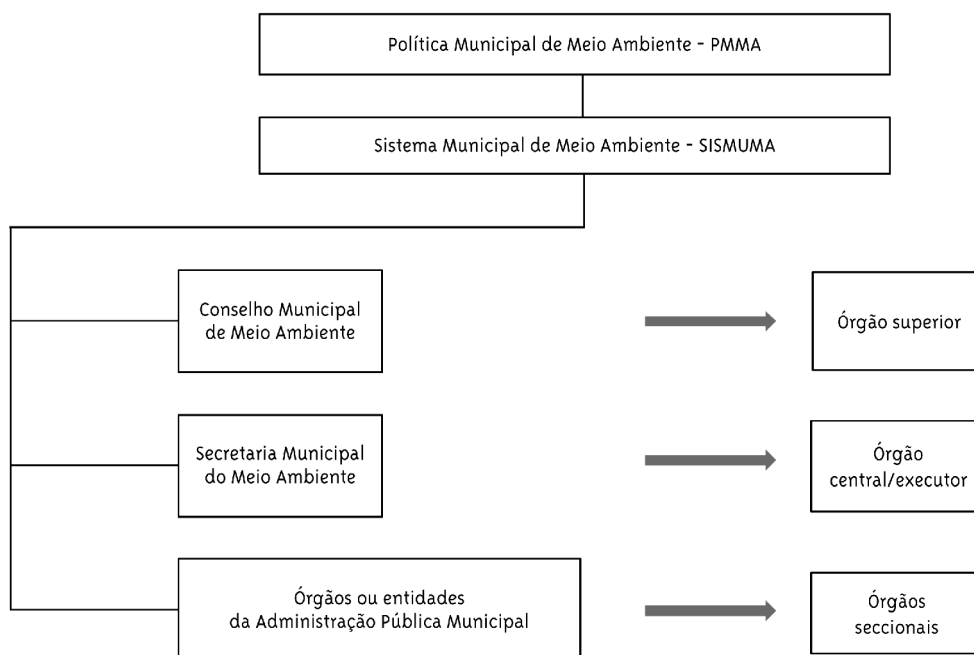 Política Municipal de Meio Ambiente - PMMA
Sistema Municipal de Meio Ambiente - SISMUMA
Conselho Municipal
de Meio Ambiente
Órgão superior
Secretaria Municipal
do Meio Ambiente
Órgão
central/executor
Órgãos ou entidades
da Administração Pública Municipal
Órgãos
seccionais